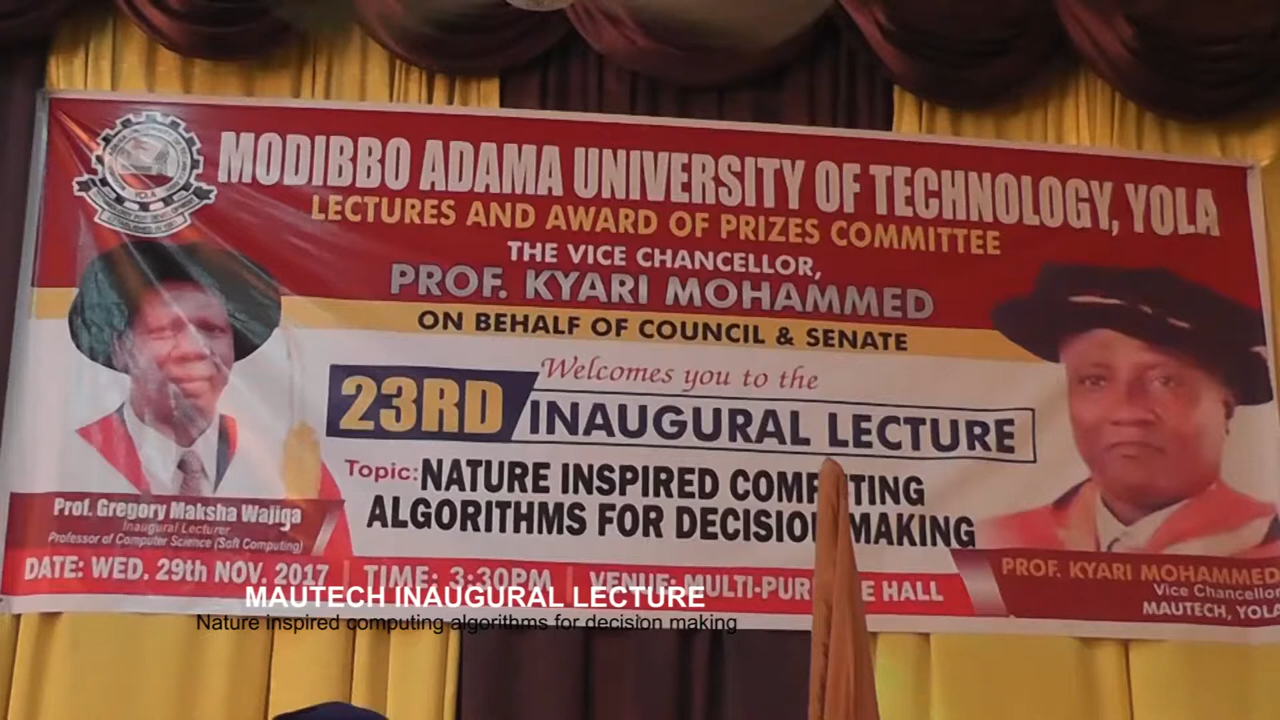 MODIBBO ADAMA UNIVERSITY OF TECHNOLOGY, YOLA
LECTURES AND AWARD OF PRIZES COMMITTEE
THE VICE CHANCELLOR,
PROF. KYARI MOHAMMED
ON BEHALF OF COUNCIL & SENATE
Welcomes you to the
23RD INAUGURAL LECTURE
Topic: NATURE INSPIRED COMP TING
ALGORITHMS FOR DECISIO MAKING
Prof. Gregory Maksha Wajiga
Inaugural Lecturer
Professor of Computer Science (Soft Computing)
DATE: WED. 29th NOV. 2017 | TIME: 3:30PM | VENUE: MULTI-PUR E HALL
PROF. KYARI MOHAMMED
Vice Chancellor
MAUTECH, YOLA
YOLA
MAUTECH INAUGURAL LECTURE
Nature inspired computing algorithms for decision making